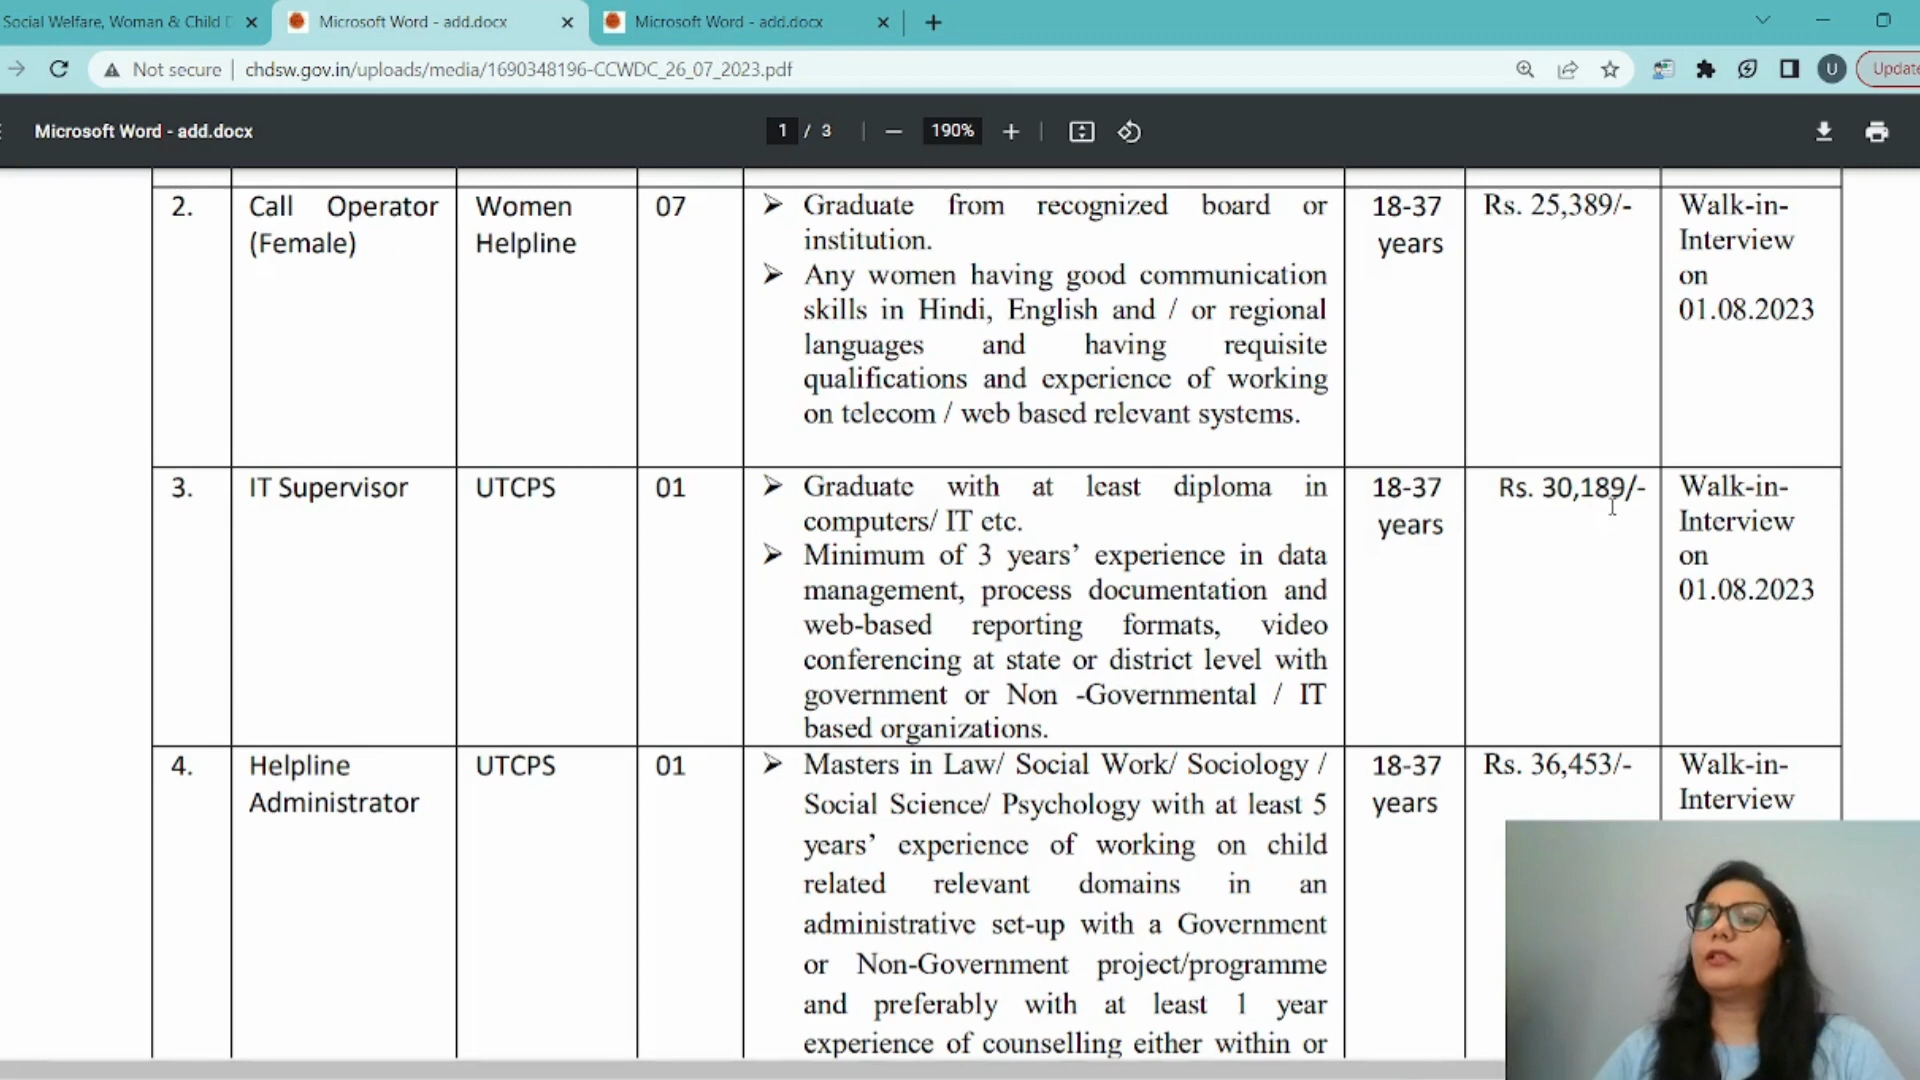 Social Welfare, Woman & Child D
Microsoft Word - add.docx
Microsoft Word - add.docx
Not secure
chdsw.gov.in/uploads/media/1690348196-CCWDC_26_07_2023.pdf
U
Update
Microsoft Word - add.docx
1 / 3
190%
2.
Call Operator
(Female)
Women
Helpline
07
Graduate from recognized board or
institution.
Any women having good communication
skills in Hindi, English and / or regional
languages and having requisite
qualifications and experience of working
on telecom / web based relevant systems.
18-37
years
Rs. 25,389/-
Walk-in-
Interview
on
01.08.2023
3.
IT Supervisor
UTCPS
01
Graduate with at least diploma in
computers/ IT etc.
Minimum of 3 years’ experience in data
management, process documentation and
web-based reporting formats, video
conferencing at state or district level with
government or Non -Governmental / IT
based organizations.
18-37
years
Rs. 30,189/-
Walk-in-
Interview
on
01.08.2023
4.
Helpline
Administrator
UTCPS
01
Masters in Law/ Social Work/ Sociology /
Social Science/ Psychology with at least 5
years’ experience of working on child
related relevant domains in an
administrative set-up with a Government
or Non-Government project/programme
and preferably with at least 1 year
experience of counselling either within or
18-37
years
Rs. 36,453/-
Walk-in-
Interview